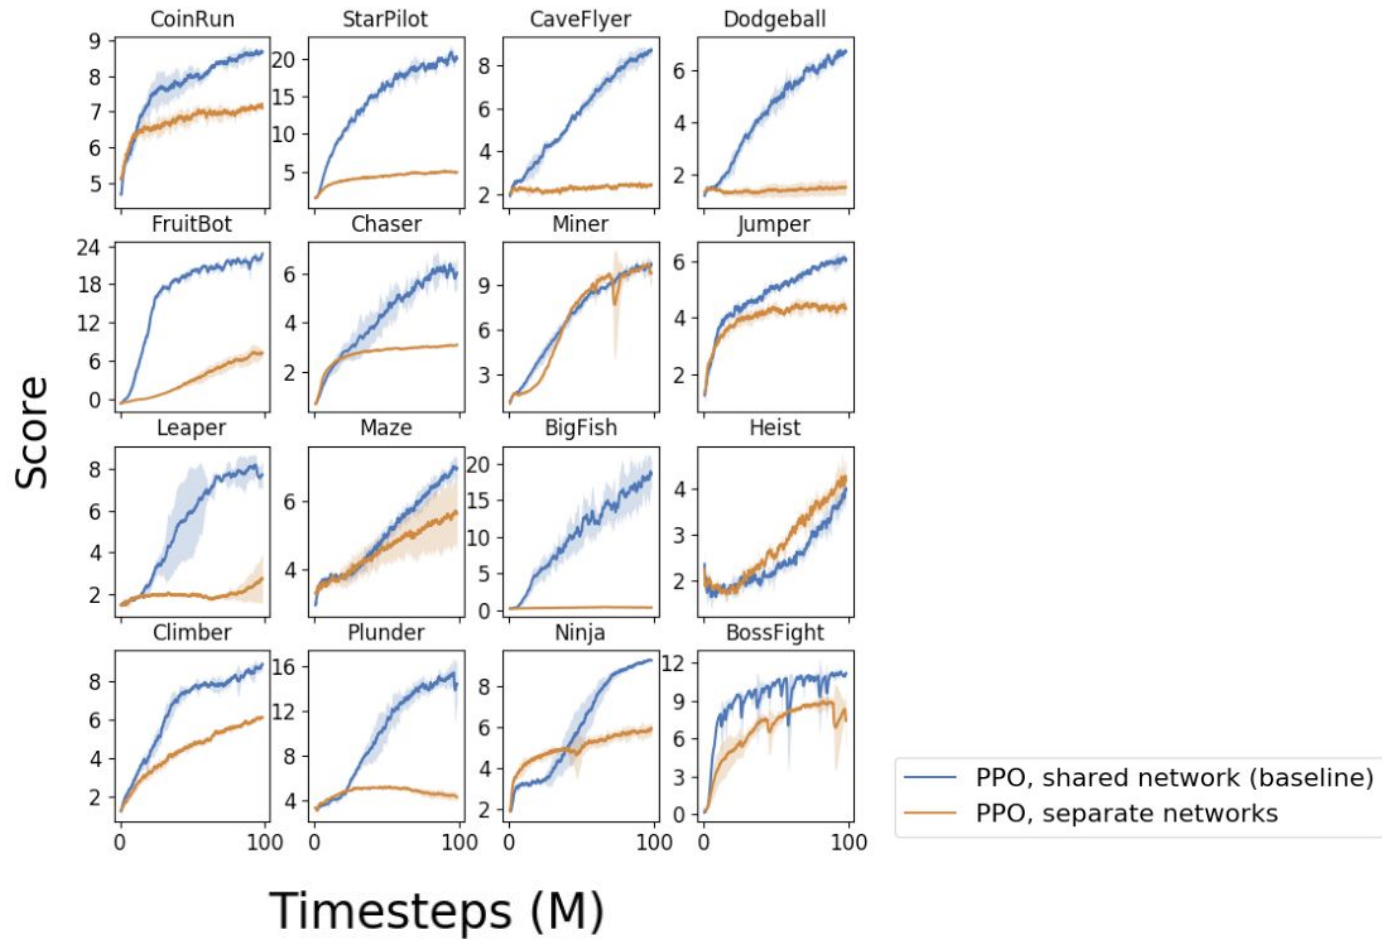 CoinRun StarPilot CaveFlyer Dodgeball
9 8 7 6 5
20 15 10 5
8 6 4 2
6 4 2
FruitBot Chaser Miner Jumper
24 18 12 6 0
6 4 2
9 6 3
6 4 2
Score
Leaper Maze BigFish Heist
8 6 4 2
6 4
20 15 10 5 0
4 3 2
Climber Plunder Ninja BossFight
8 6 4 2
16 12 8 4
8 6 4
2
12 9 6 3 0
0 100 0 100 0 100 0 100
PPO, shared network (baseline)
PPO, separate networks
Timesteps (M)